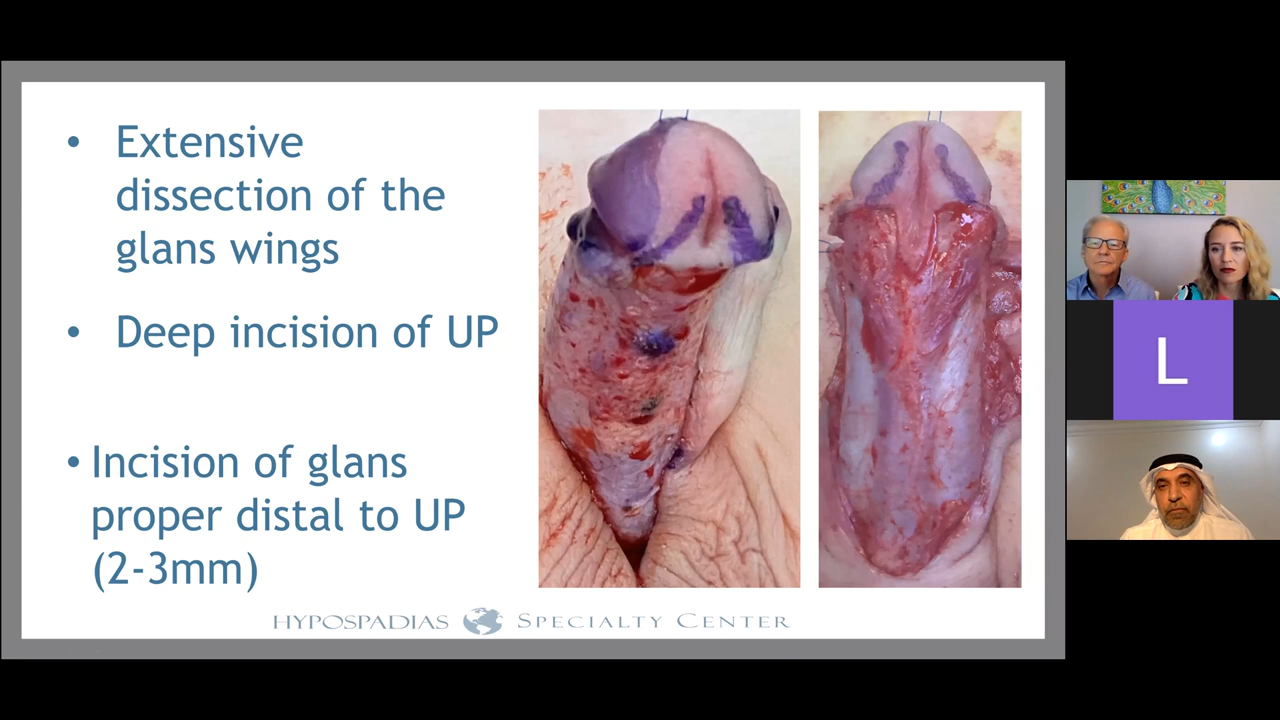 • Extensive
dissection of the
glans wings
• Deep incision of UP
• Incision of glans
proper distal to UP
(2-3mm)
HYPOSPADIAS SPECIALTY CENTER
L